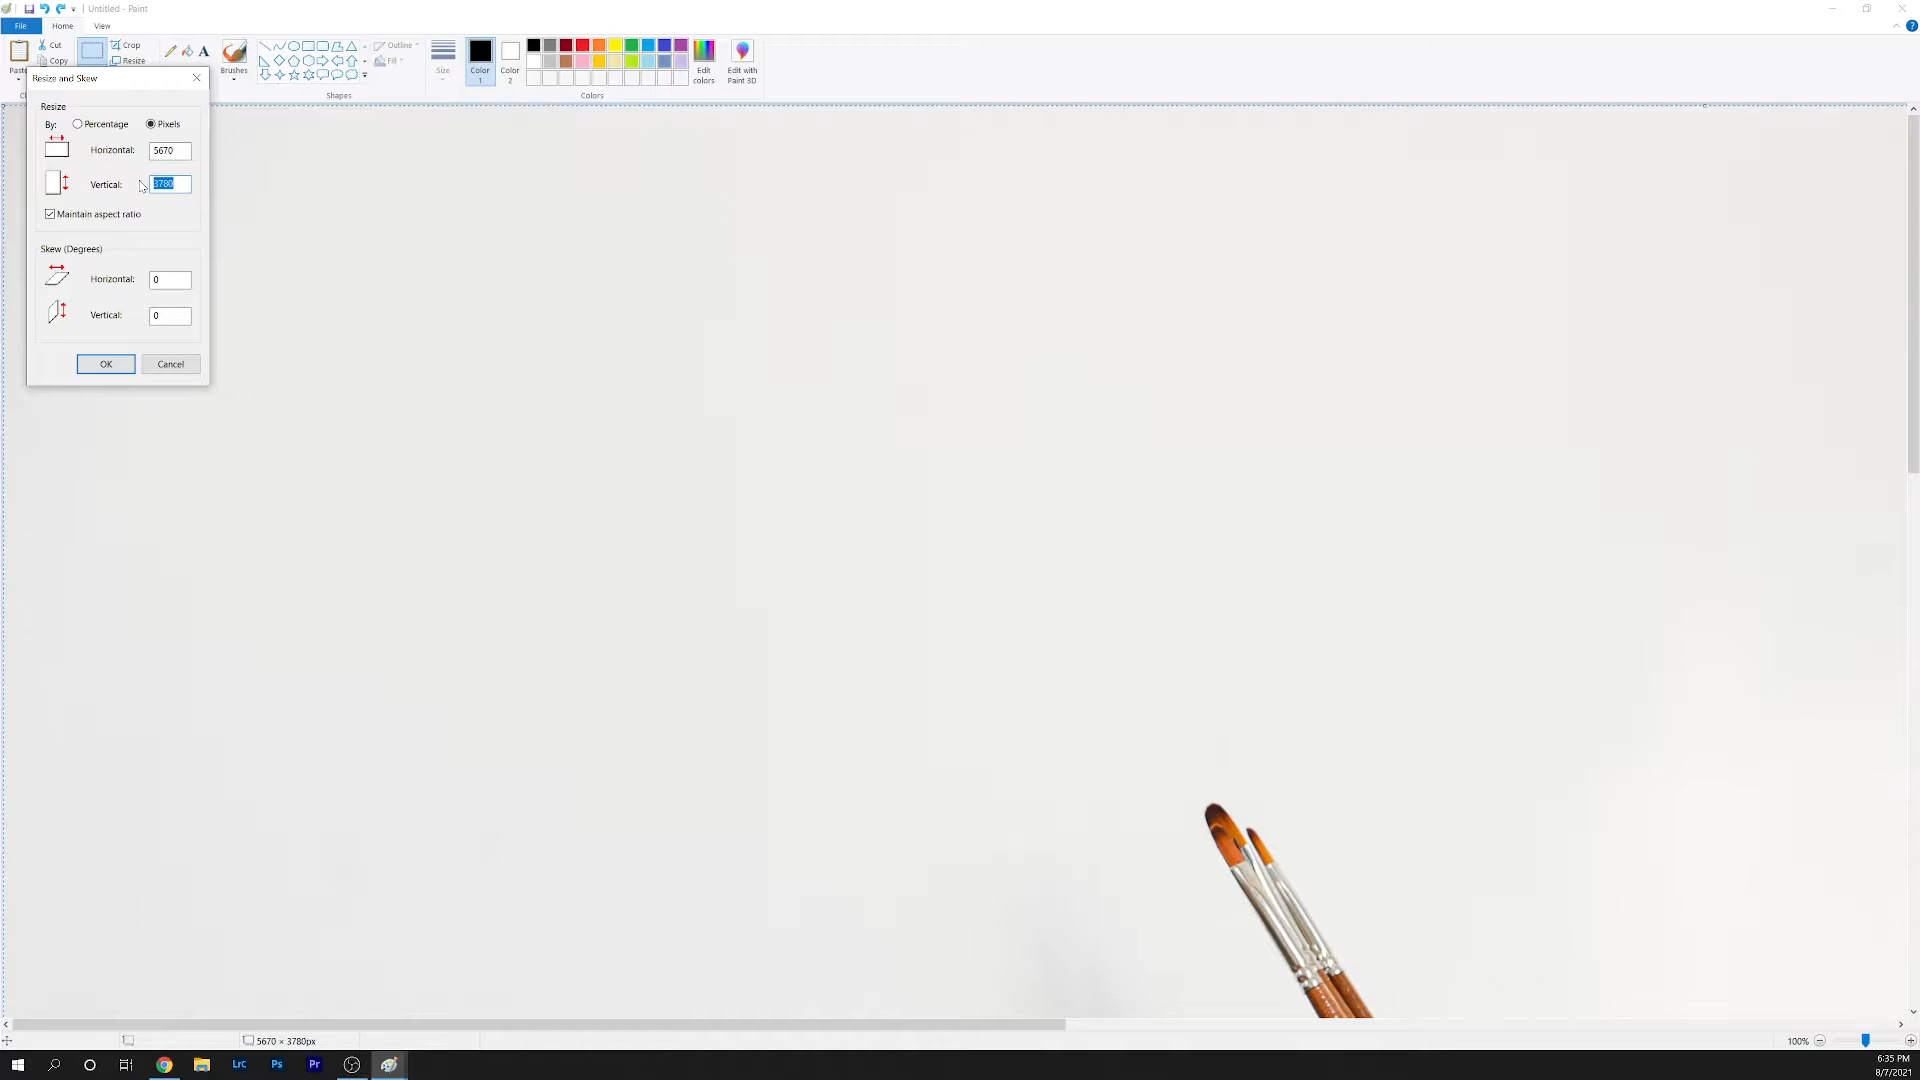 Untitled - Paint
File Home View
Paste
Cut
Copy
Crop
Resize
A
Brushes
Outline
Fill
Shapes
Size
Color 1
Color 2
Edit colors
Edit with Paint 3D
Colors
Resize and Skew
Resize
By: Percentage Pixels
Horizontal: 5670
Vertical: 3780
Maintain aspect ratio
Skew (Degrees)
Horizontal: 0
Vertical: 0
OK Cancel
5670 × 3780px
100%
LrC Ps Pr
6:35 PM
8/7/2021